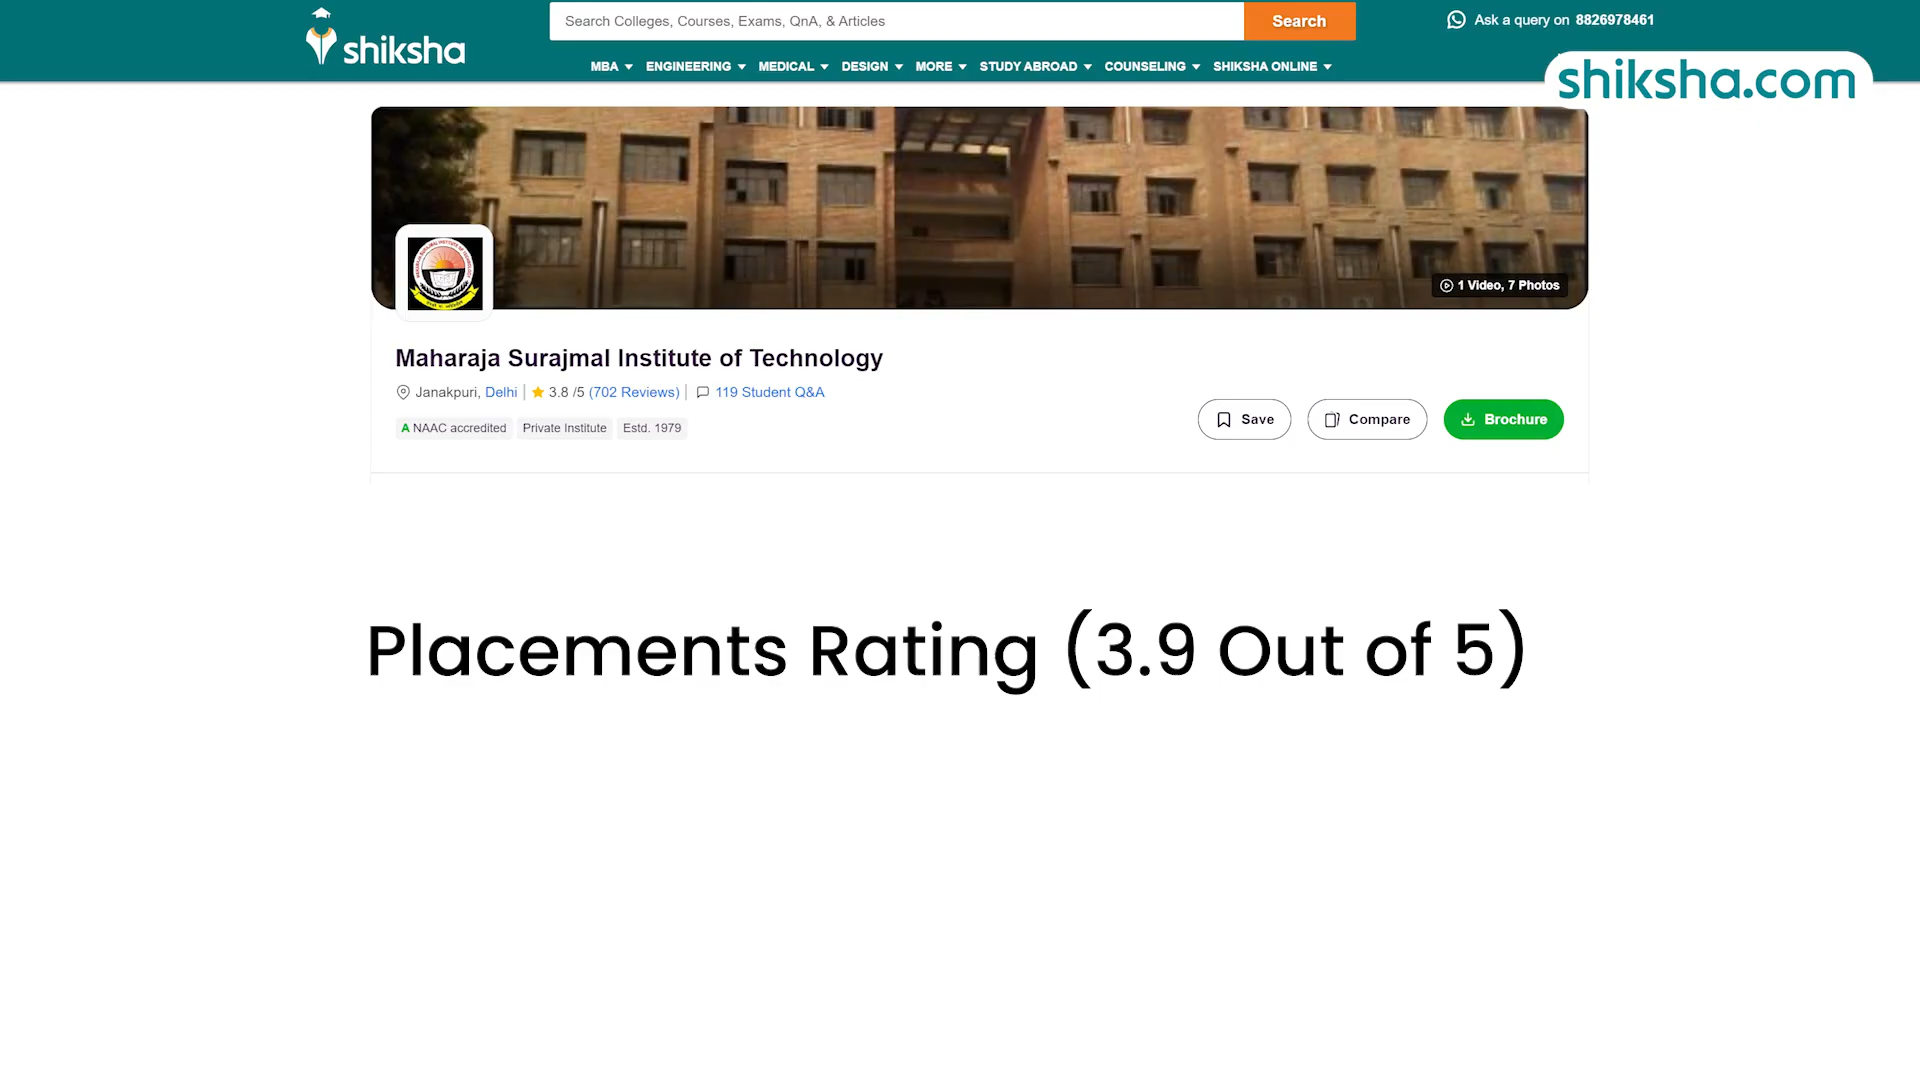 shiksha
Search Colleges, Courses, Exams, QnA, & Articles
Search
Ask a query on 8826978461
MBA ENGINEERING MEDICAL DESIGN MORE STUDY ABROAD COUNSELING SHIKSHA ONLINE
shiksha.com
1 Video, 7 Photos
Maharaja Surajmal Institute of Technology
Janakpuri, Delhi | 3.8 /5 (702 Reviews) | 119 Student Q&A
A NAAC accredited Private Institute Estd. 1979
Save Compare Brochure
Placements Rating (3.9 Out of 5)